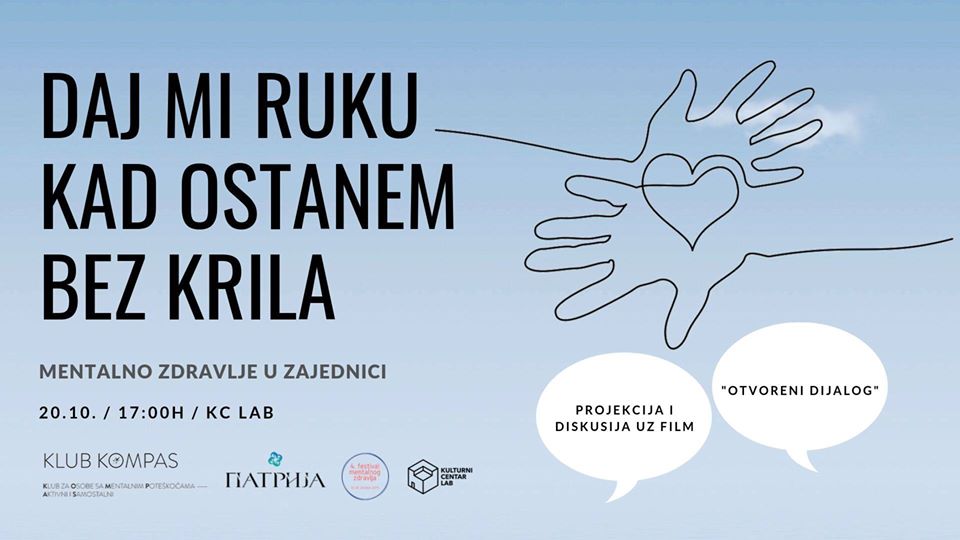 DAJ MI RUKU
KAD OSTANEM
BEZ KRILA
MENTALNO ZDRAVLJE U ZAJEDNICI
20.10. / 17:00H / KC LAB
PROJEKCIJA I
DISKUSIJA UZ FILM
"OTVORENI DIJALOG"
KLUB KOMPAS
KLUB ZA OSOBE SA MENTALNIM POTEŠKOĆAMA
AKTIVNI I SAMOSTALNI
ПАТРИЈА
4. festival
mentalnog
zdravlja
KULTURNI
CENTAR
LAB